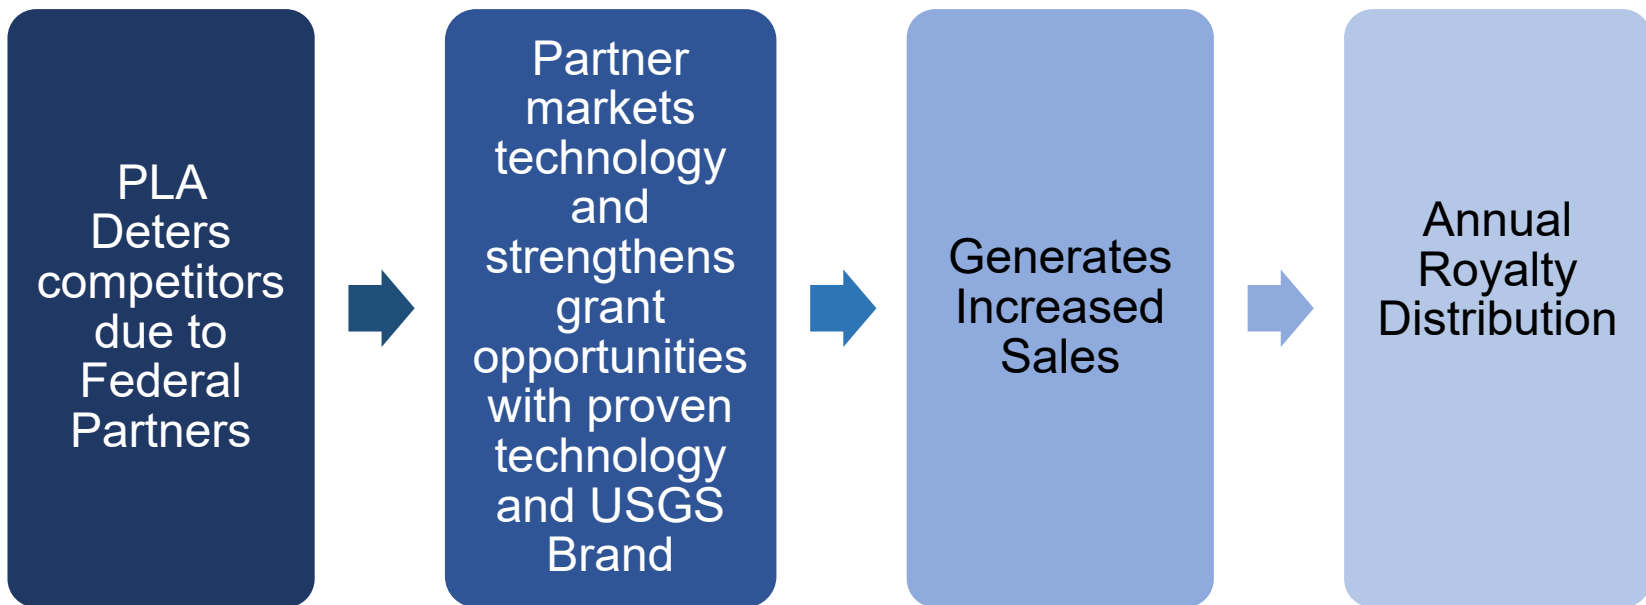 PLA
Deters
competitors
due to
Federal
Partners
Partner
markets
technology
and
strengthens
grant
opportunities
with proven
technology
and USGS
Brand
Generates
Increased
Sales
Annual
Royalty
Distribution